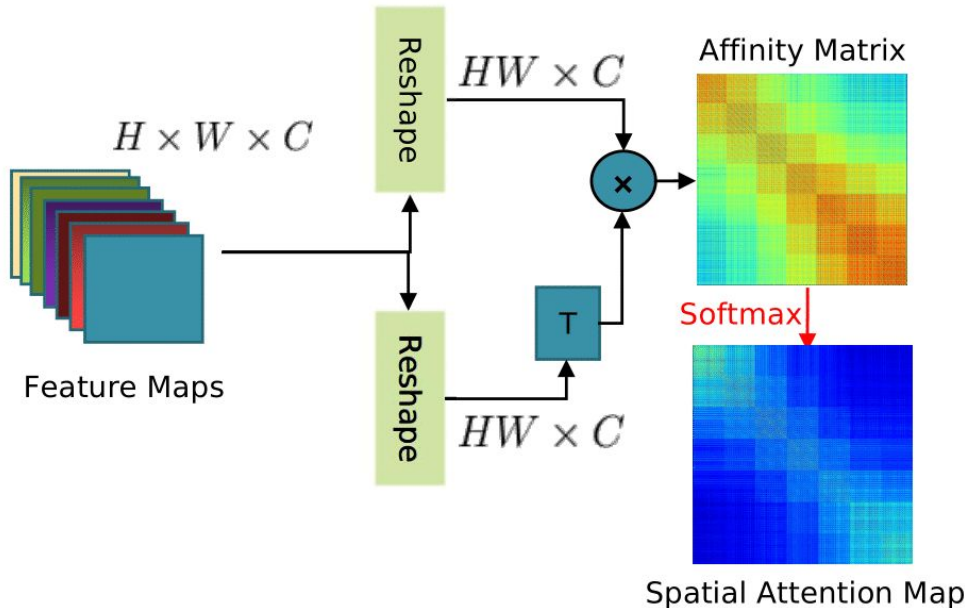 H × W × C
Feature Maps
Reshape
HW × C
Reshape
HW × C
T
×
Affinity Matrix
Softmax
Spatial Attention Map